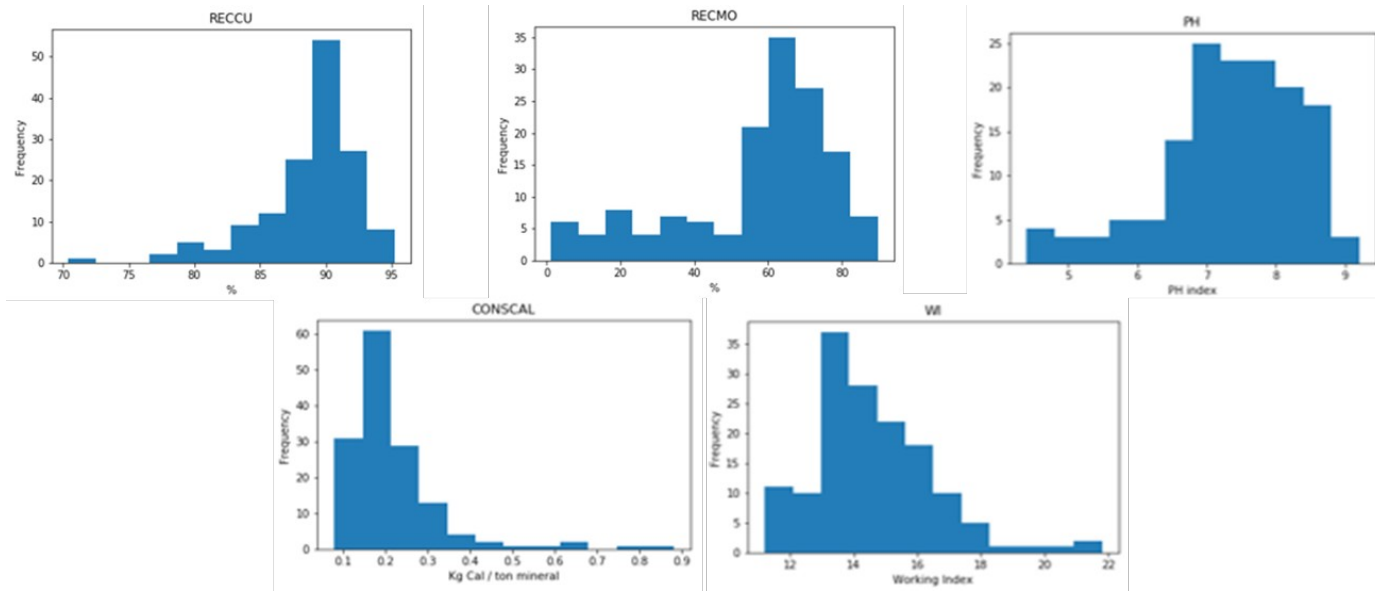 RECCU
50
40
30
20
10
0
Frequency
70 75 80 85 90 95
%
RECMO
35
30
25
20
15
10
5
0
Frequency
0 20 40 60 80
%
PH
25
20
15
10
5
0
Frequency
5 6 7 8 9
PH index
CONSCAL
60
50
40
30
20
10
0
Frequency
0.1 0.2 0.3 0.4 0.5 0.6 0.7 0.8 0.9
Kg Cal / ton mineral
WI
35
30
25
20
15
10
5
0
Frequency
12 14 16 18 20 22
Working Index